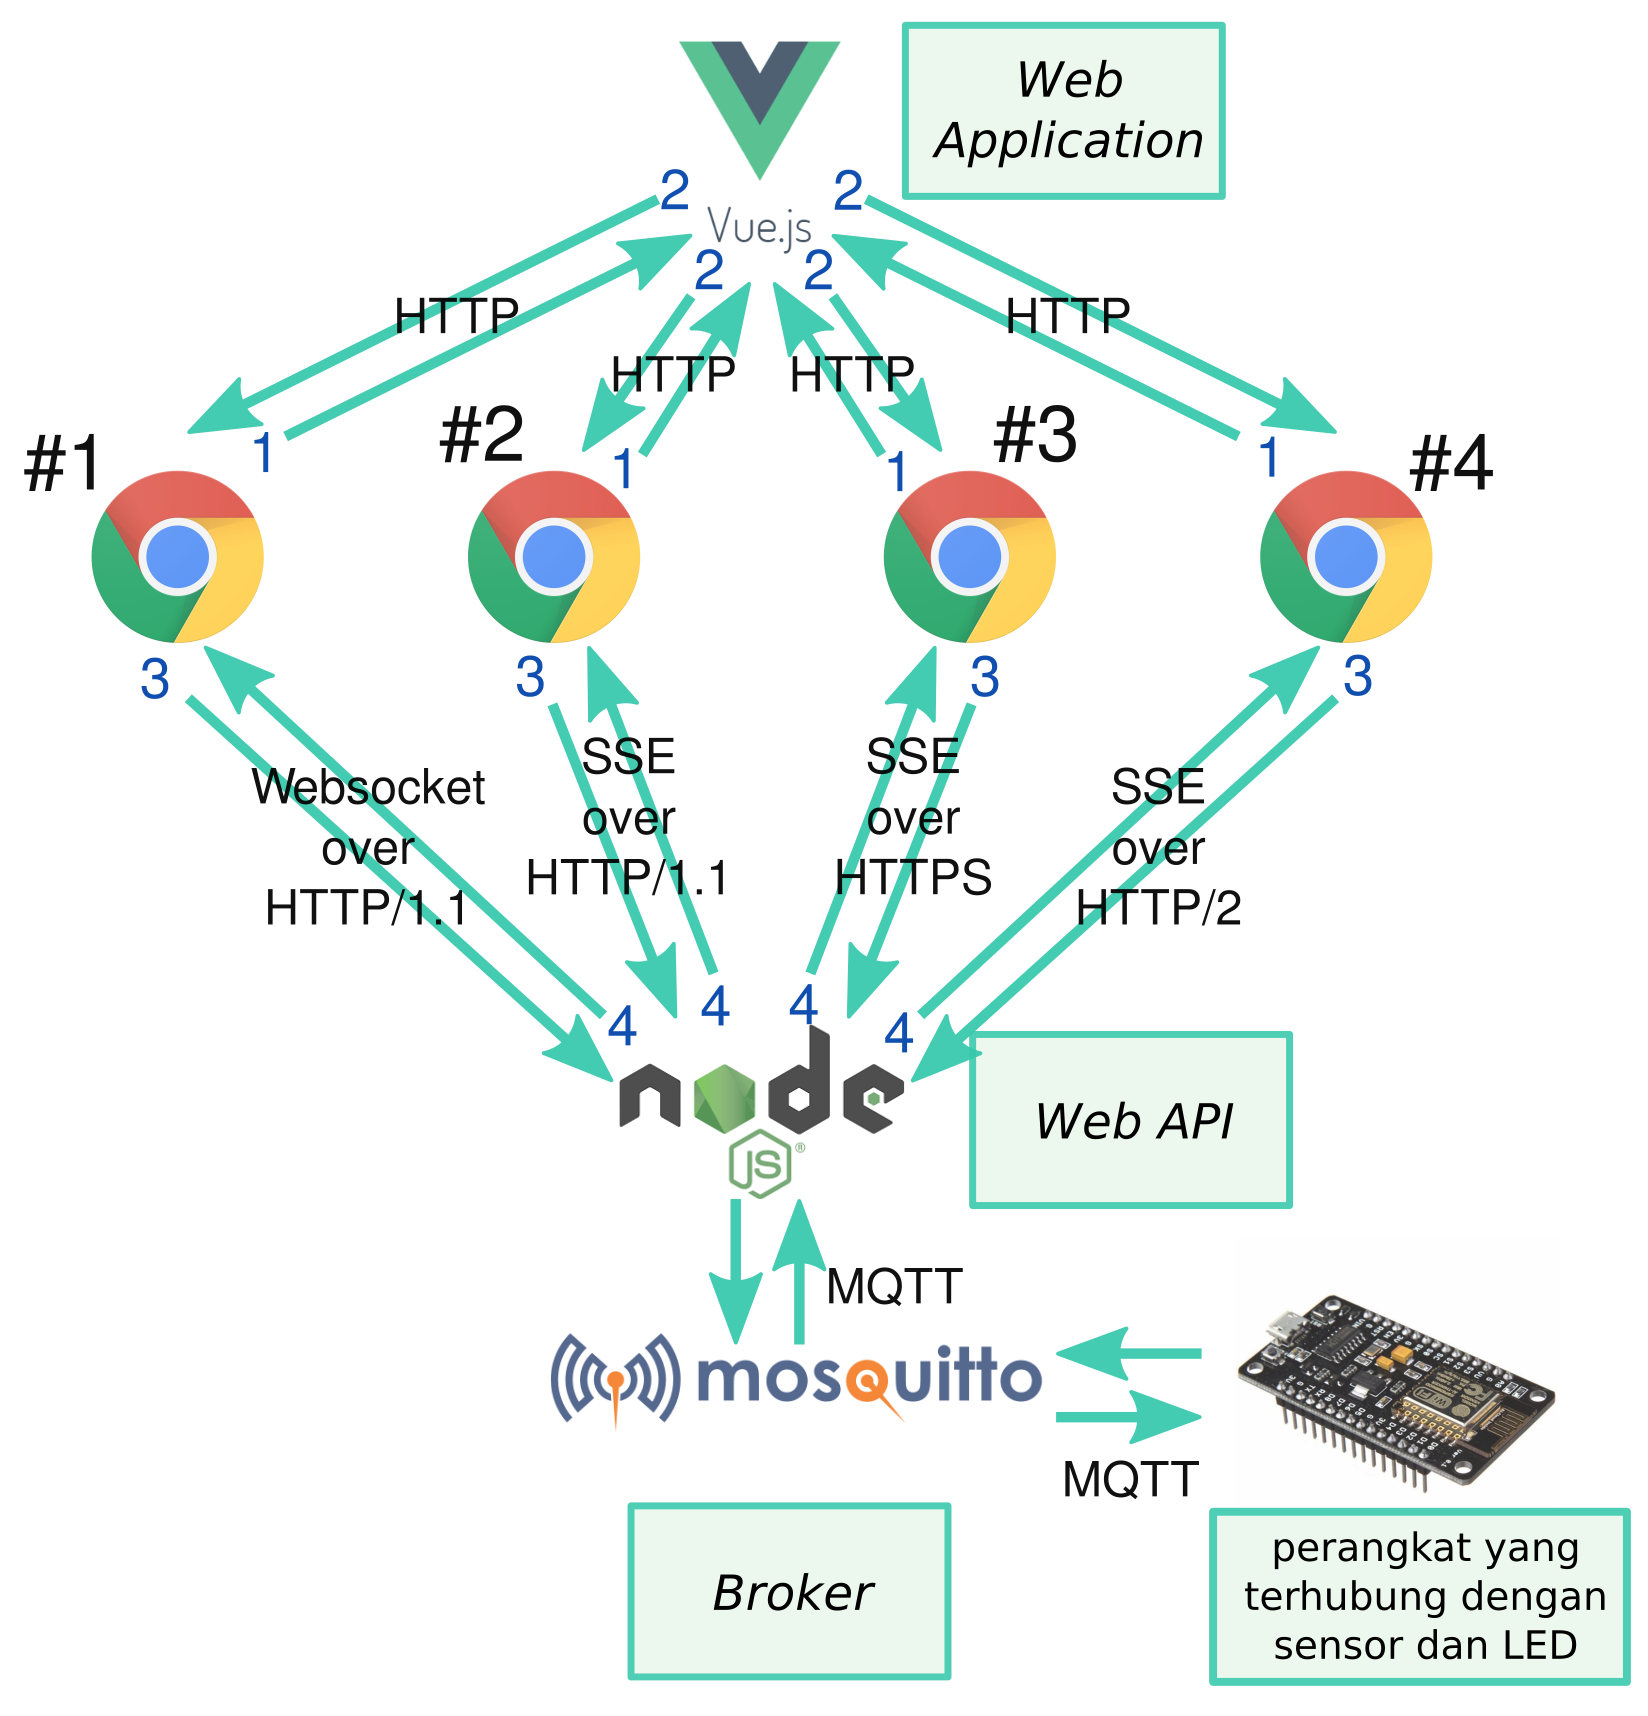 Web
Application
2
2
Vue.js
2
2
HTTP
HTTP
HTTP
HTTP
#1
1
#2
1
1
#3
1
#4
3
3
3
3
Websocket
over
HTTP/1.1
SSE
over
HTTP/1.1
SSE
over
HTTPS
SSE
over
HTTP/2
4
4
4
4
node
JS®
Web API
MQTT
mosquitto
MQTT
Broker
perangkat yang
terhubung dengan
sensor dan LED